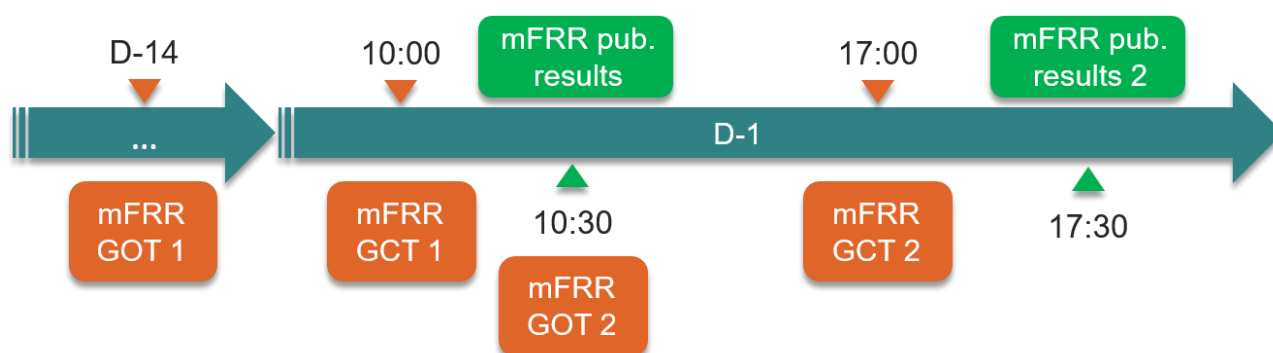 D-14
10:00
mFRR pub.
results
17:00
mFRR pub.
results 2
...
D-1
mFRR
GOT 1
mFRR
GCT 1
10:30
mFRR
GOT 2
mFRR
GCT 2
17:30